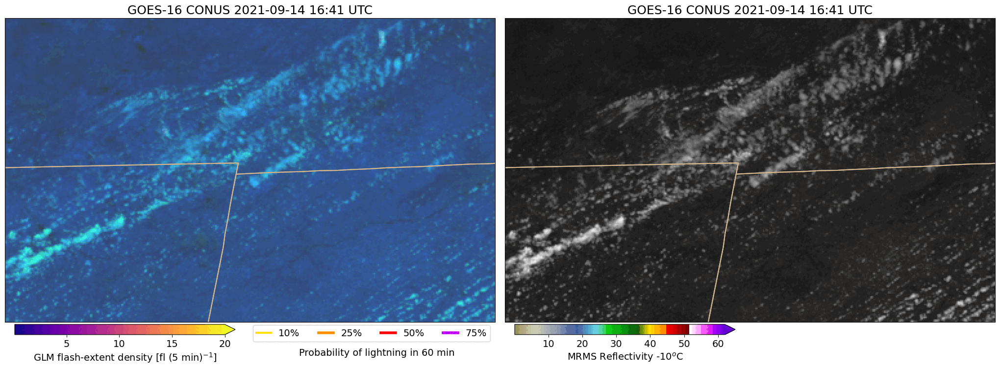 GOES-16 CONUS 2021-09-14 16:41 UTC
GOES-16 CONUS 2021-09-14 16:41 UTC
5 10 15 20
GLM flash-extent density [fl (5 min)⁻¹]
10% 25% 50% 75%
Probability of lightning in 60 min
10 20 30 40 50 60
MRMS Reflectivity -10ᵒC